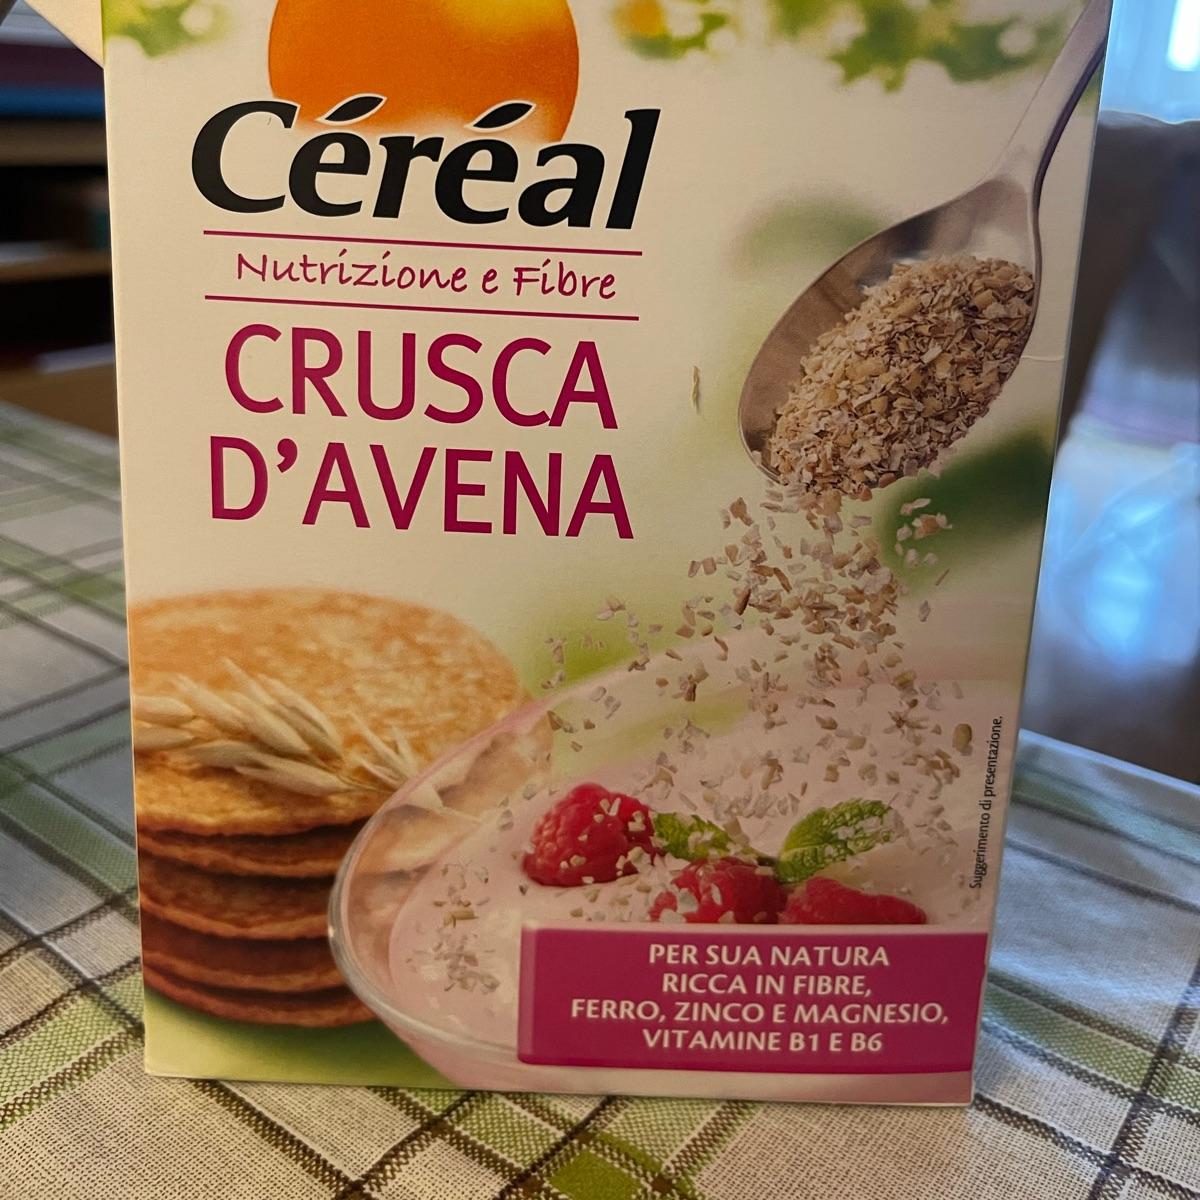 Céréal
Nutrizione e Fibre
CRUSCA
D'AVENA
Suggerimento di presentazione.
PER SUA NATURA
RICCA IN FIBRE,
FERRO, ZINCO E MAGNESIO,
VITAMINE B1 E B6